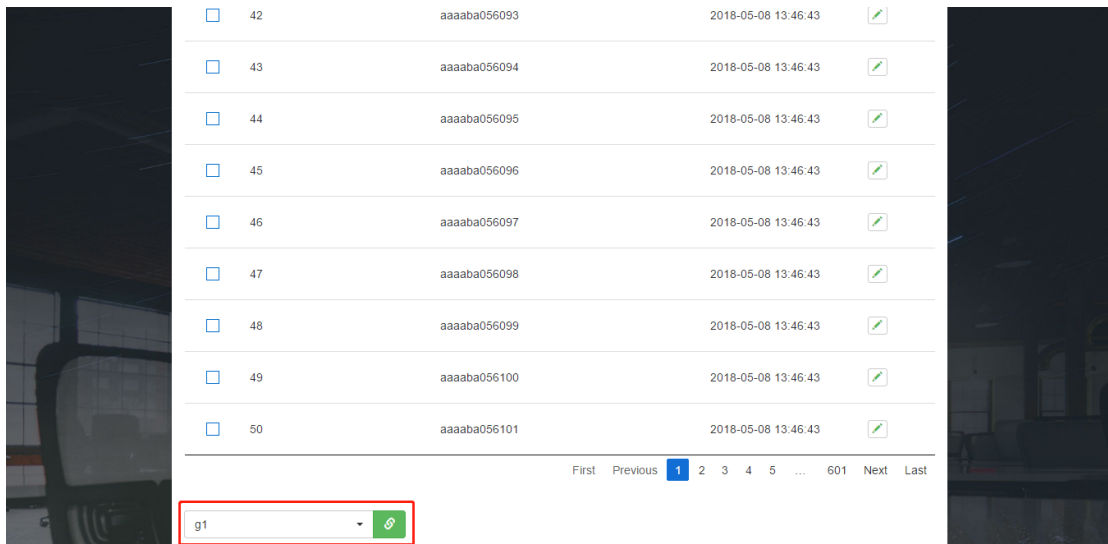 42 aaaaba056093 2018-05-08 13:46:43
43 aaaaba056094 2018-05-08 13:46:43
44 aaaaba056095 2018-05-08 13:46:43
45 aaaaba056096 2018-05-08 13:46:43
46 aaaaba056097 2018-05-08 13:46:43
47 aaaaba056098 2018-05-08 13:46:43
48 aaaaba056099 2018-05-08 13:46:43
49 aaaaba056100 2018-05-08 13:46:43
50 aaaaba056101 2018-05-08 13:46:43
First Previous 1 2 3 4 5 … 601 Next Last
g1